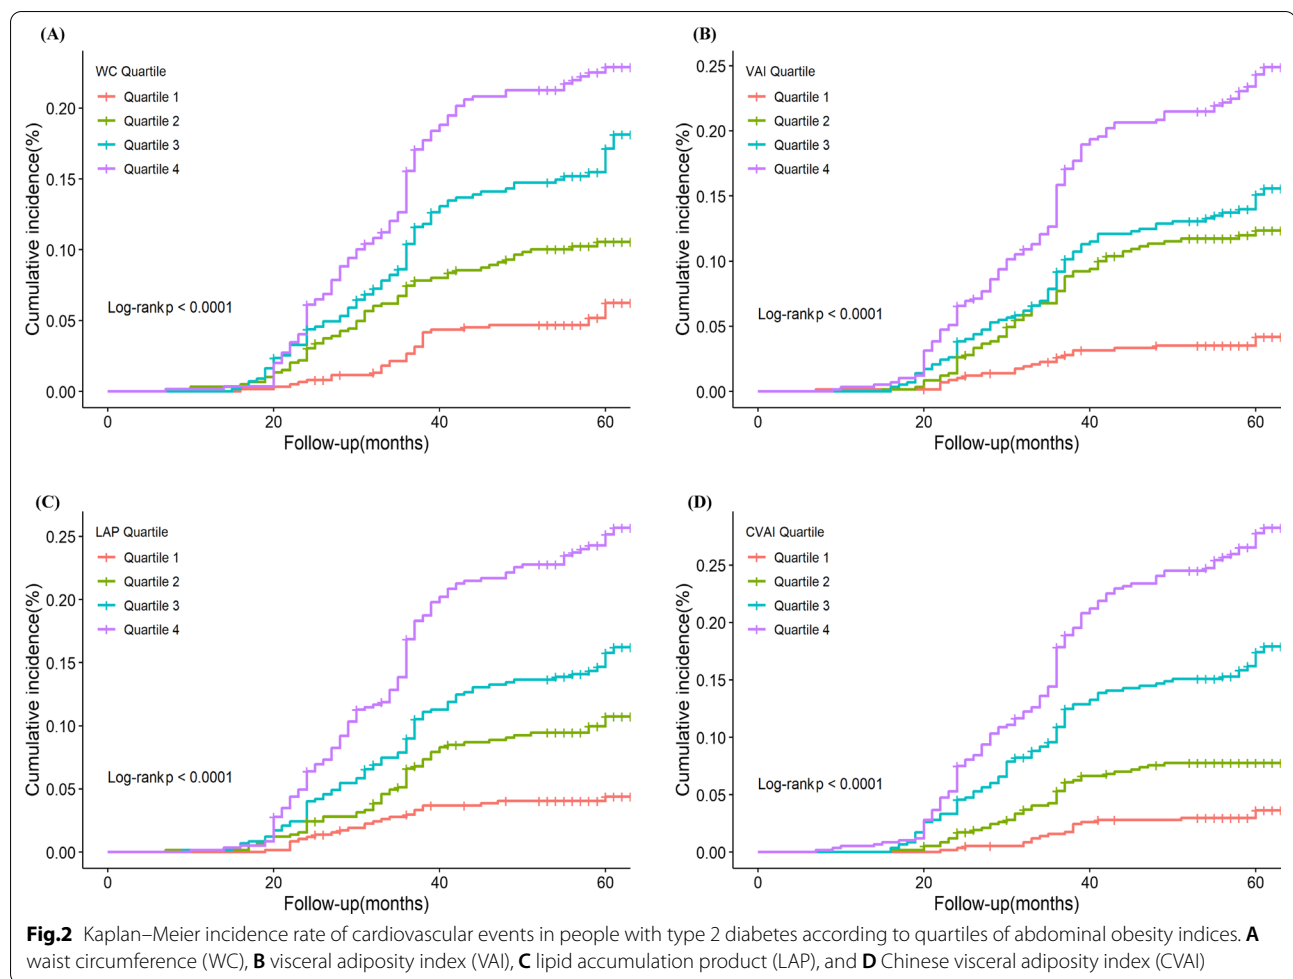 (A)
WC Quartile
Quartile 1
Quartile 2
Quartile 3
Quartile 4
Log-rank p < 0.0001
Cumulative incidence(%)
0.20
0.15
0.10
0.05
0.00
0 20 40 60
Follow-up(months)
(B)
VAI Quartile
Quartile 1
Quartile 2
Quartile 3
Quartile 4
Log-rank p < 0.0001
Cumulative incidence(%)
0.25
0.20
0.15
0.10
0.05
0.00
0 20 40 60
Follow-up(months)
(C)
LAP Quartile
Quartile 1
Quartile 2
Quartile 3
Quartile 4
Log-rank p < 0.0001
Cumulative incidence(%)
0.25
0.20
0.15
0.10
0.05
0.00
0 20 40 60
Follow-up(months)
(D)
CVAI Quartile
Quartile 1
Quartile 2
Quartile 3
Quartile 4
Log-rank p < 0.0001
Cumulative incidence(%)
0.25
0.20
0.15
0.10
0.05
0.00
0 20 40 60
Follow-up(months)
Fig.2 Kaplan–Meier incidence rate of cardiovascular events in people with type 2 diabetes according to quartiles of abdominal obesity indices. A
waist circumference (WC), B visceral adiposity index (VAI), C lipid accumulation product (LAP), and D Chinese visceral adiposity index (CVAI)